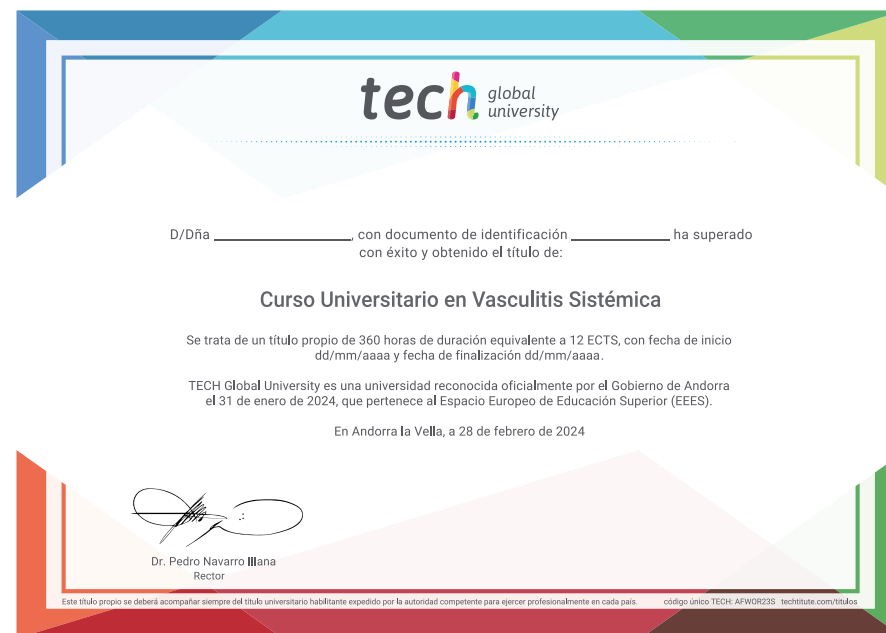 tech global university
D/Dña ____________________, con documento de identificación ______________ ha superado
con éxito y obtenido el título de:
Curso Universitario en Vasculitis Sistémica
Se trata de un título propio de 360 horas de duración equivalente a 12 ECTS, con fecha de inicio
dd/mm/aaaa y fecha de finalización dd/mm/aaaa.
TECH Global University es una universidad reconocida oficialmente por el Gobierno de Andorra
el 31 de enero de 2024, que pertenece al Espacio Europeo de Educación Superior (EEES).
En Andorra la Vella, a 28 de febrero de 2024
Dr. Pedro Navarro Illana
Rector
Este título propio se deberá acompañar siempre del título universitario habilitante expedido por la autoridad competente para ejercer profesionalmente en cada país. código único TECH: AFWOR23S techtitute.com/titulos